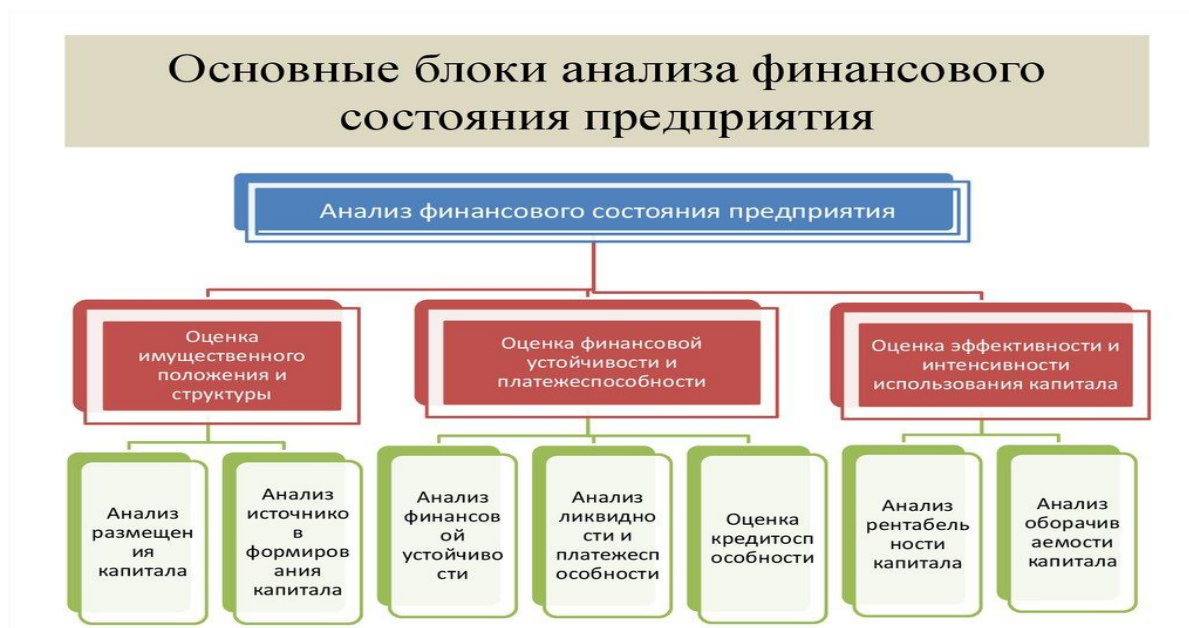 Основные блоки анализа финансового
состояния предприятия
Анализ финансового состояния предприятия
Оценка
имущественного
положения и
структуры
Оценка финансовой
устойчивости и
платежеспособности
Оценка эффективности и
интенсивности
использования капитала
Анализ
размещен
ия
капитала
Анализ
источнико
в
формиров
ания
капитала
Анализ
финансов
ой
устойчиво
сти
Анализ
ликвидно
сти и
платежесп
особности
Оценка
кредитосп
особности
Анализ
рентабель
ности
капитала
Анализ
оборачив
аемости
капитала